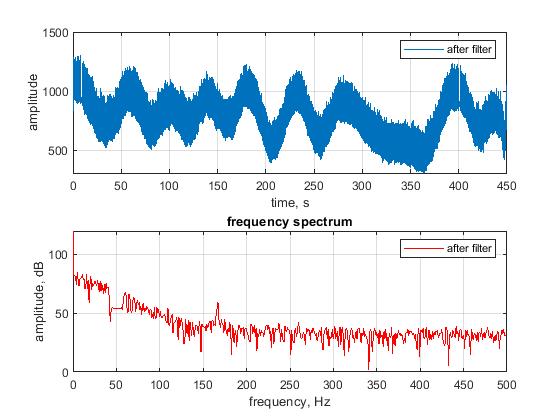 1500
1000
500
amplitude
after filter
0 50 100 150 200 250 300 350 400 450
time, s
frequency spectrum
100
50
0
amplitude, dB
after filter
0 50 100 150 200 250 300 350 400 450 500
frequency, Hz